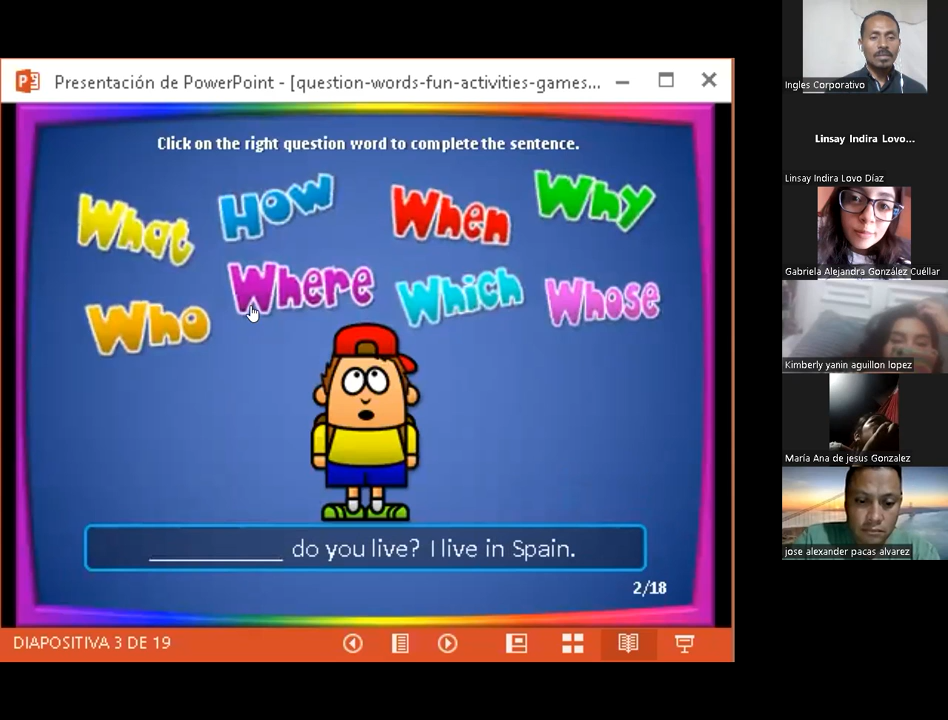 Presentación de PowerPoint - [question-words-fun-activities-games...
Click on the right question word to complete the sentence.
What How When Why
Who Where Which Whose
__________ do you live? I live in Spain.
2/18
DIAPOSITIVA 3 DE 19
Ingles Corporativo
Linsay Indira Lovo...
Linsay Indira Lovo Díaz
Gabriela Alejandra González Cuéllar
Kimberly yanin aguillon lopez
María Ana de jesus Gonzalez
jose alexander pacas alvarez